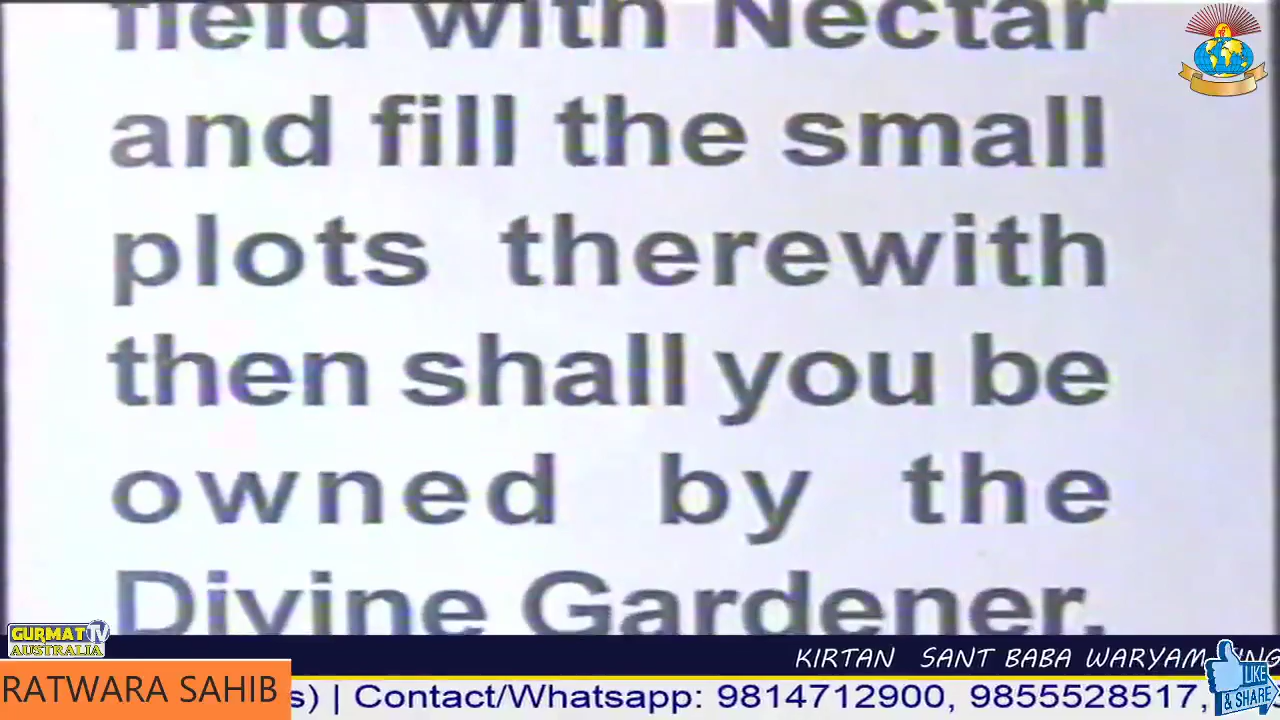 field with Nectar
and fill the small
plots therewith
then shall you be
owned by the
Divine Gardener.
GURMAT TV
AUSTRALIA
KIRTAN SANT BABA WARYAM
RATWARA SAHIB
s) | Contact/Whatsapp: 9814712900, 9855528517,
LIKE
& SHARE